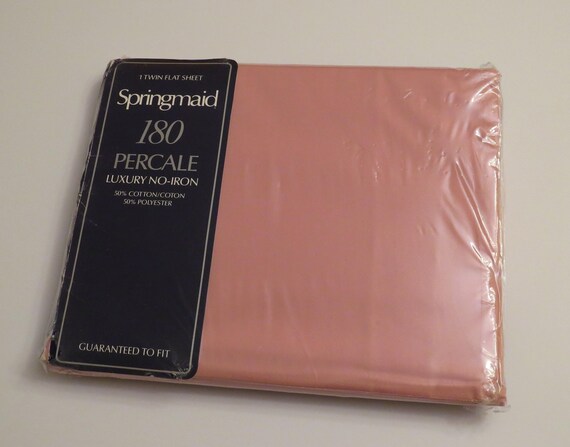 1 TWIN FLAT SHEET
Springmaid
180
PERCALE
LUXURY NO-IRON
50% COTTON/COTON
50% POLYESTER
GUARANTEED TO FIT